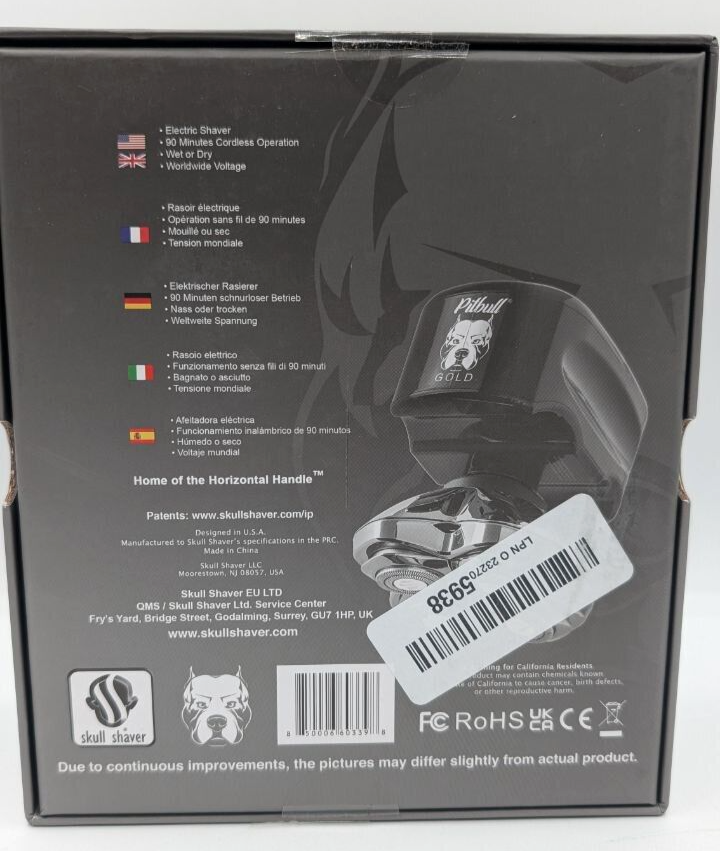 • Electric Shaver
• 90 Minutes Cordless Operation
• Wet or Dry
• Worldwide Voltage
• Rasoir électrique
• Opération sans fil de 90 minutes
• Mouillé ou sec
• Tension mondiale
• Elektrischer Rasierer
• 90 Minuten schnurloser Betrieb
• Nass oder trocken
• Weltweite Spannung
• Rasoio elettrico
• Funzionamento senza fili di 90 minuti
• Bagnato o asciutto
• Tensione mondiale
• Afeitadora eléctrica
• Funcionamiento inalámbrico de 90 minutos
• Húmedo o seco
• Voltaje mundial
Pitbull®
GOLD
Home of the Horizontal Handle™
Patents: www.skullshaver.com/ip
Designed in U.S.A.
Manufactured to Skull Shaver's specifications in the PRC.
Made in China
Skull Shaver LLC
Moorestown, NJ 08057, USA
Skull Shaver EU LTD
QMS / Skull Shaver Ltd. Service Center
Fry's Yard, Bridge Street, Godalming, Surrey, GU7 1HP, UK
www.skullshaver.com
LPN O 232705938
for California Residents
may contain chemicals known
of California to cause cancer, birth defects,
or other reproductive harm.
skull shaver
8 50006 60339 8
FC RoHS UK CA CE
Due to continuous improvements, the pictures may differ slightly from actual product.